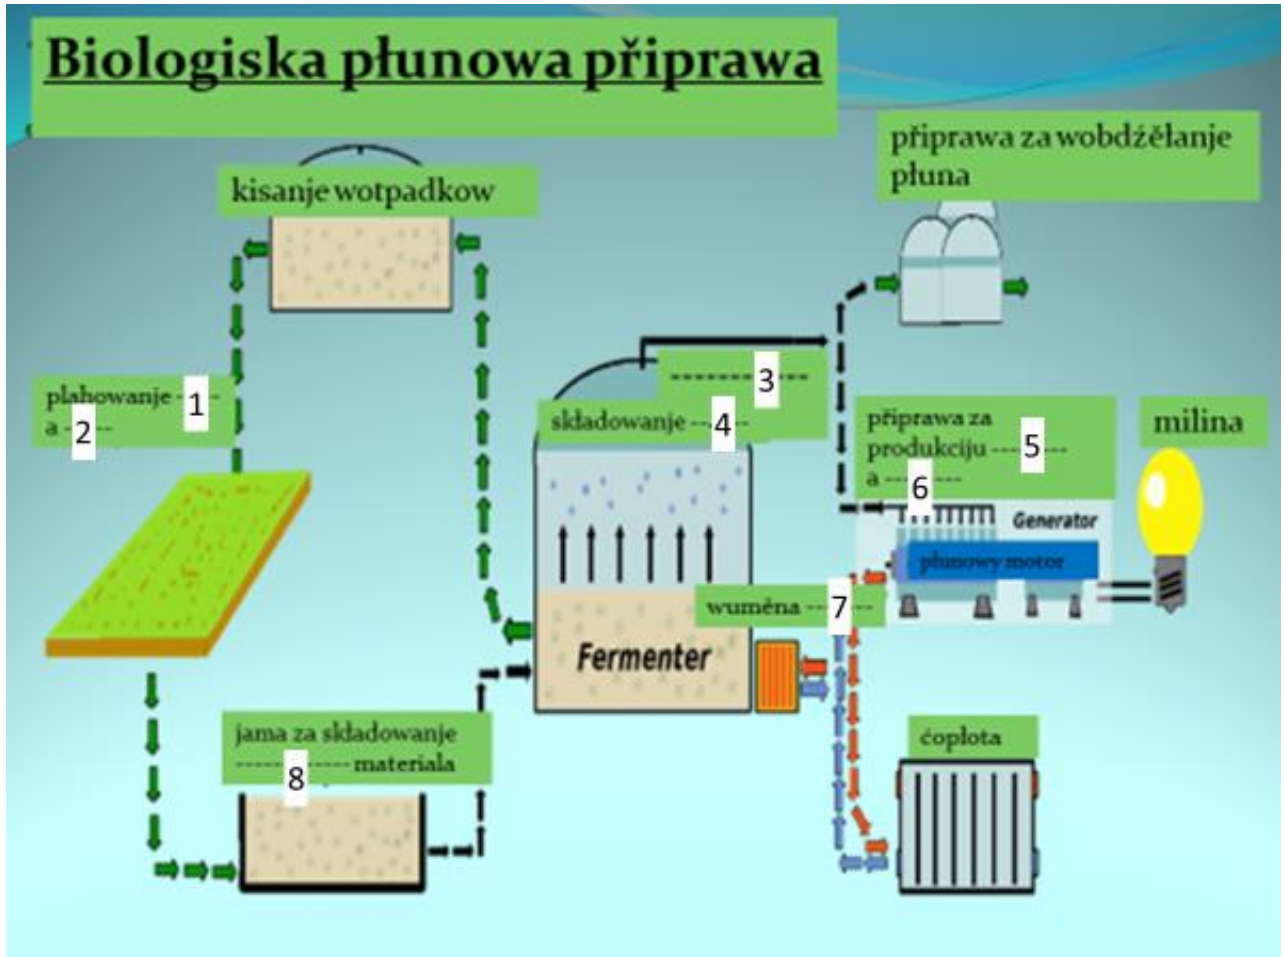 Biologiska płunowa připrawa
připrawa za wobdźěłanje
płuna
kisanje wotpadkow
plahowanje ---1---
a -2---
-----------3-----
składowanje ---4---
připrawa za
produkciju -----5----
a ----6-----
milina
Generator
płunowy motor
wuměna ---7---
Fermenter
jama za składowanje
------8------ materiala
ćopłota